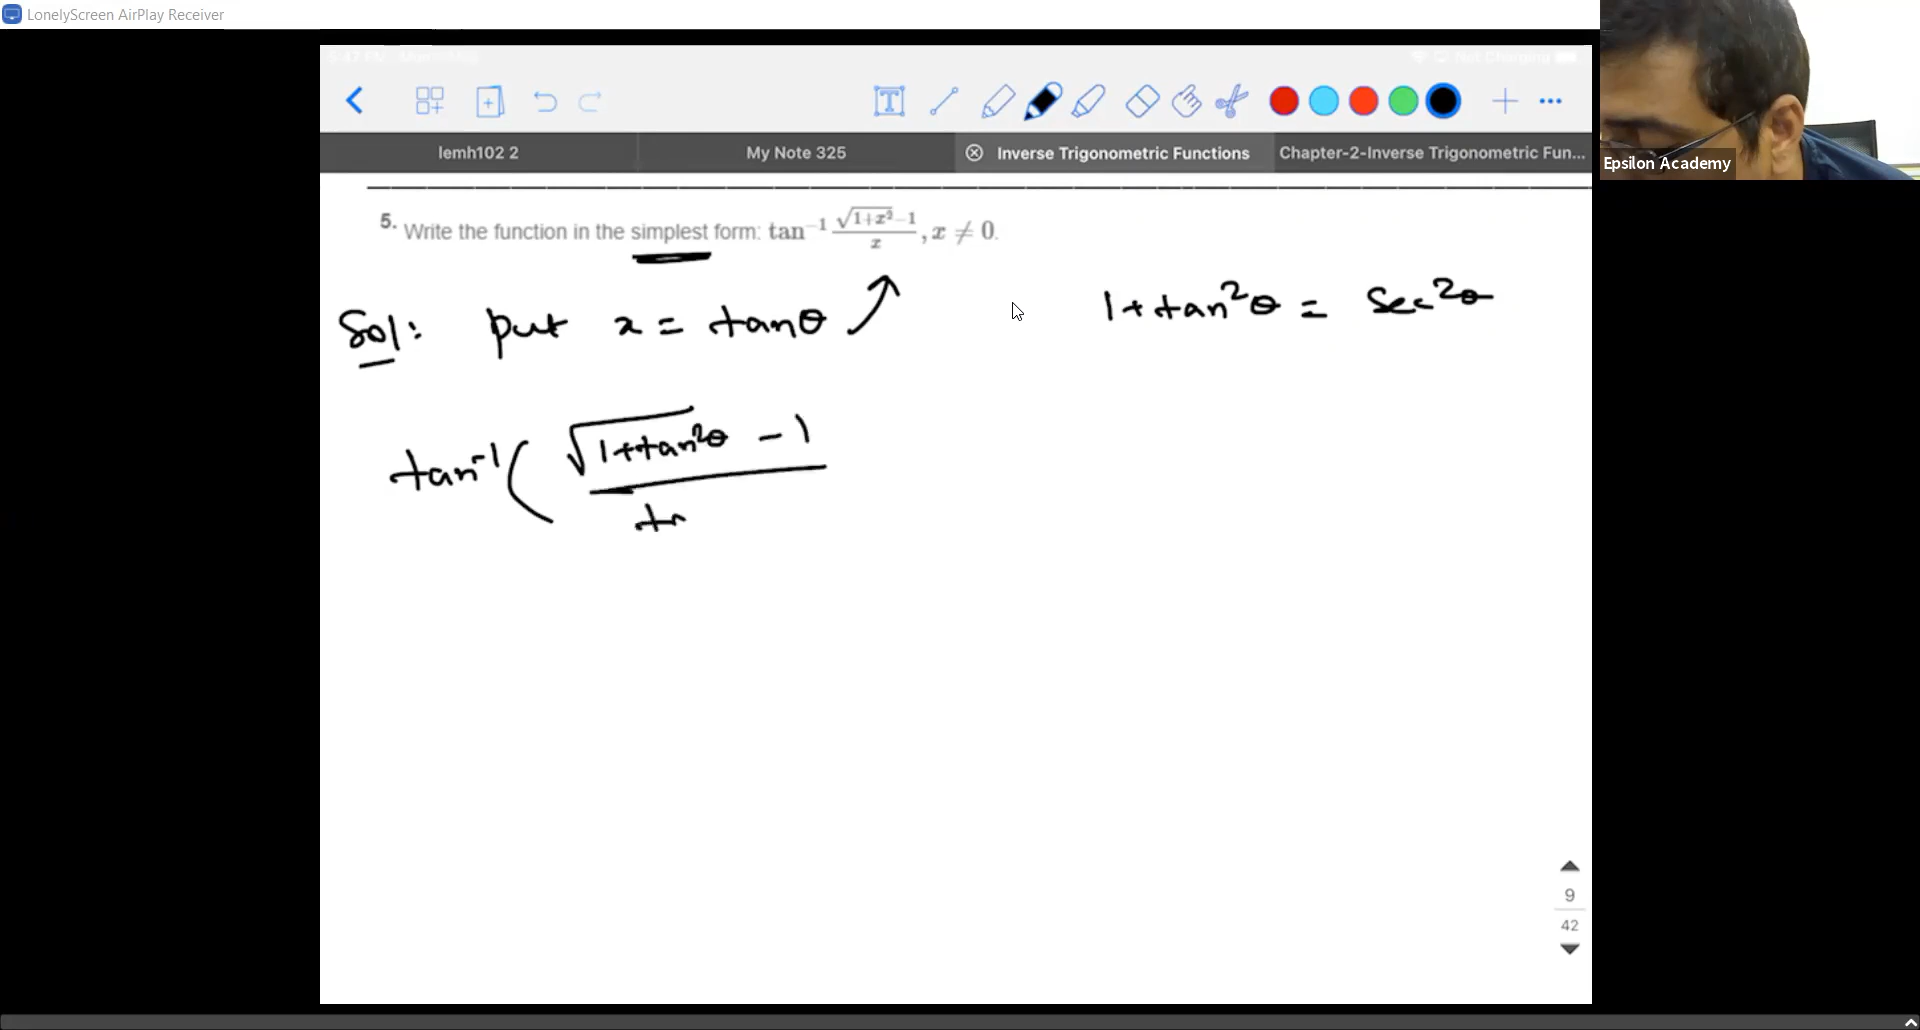 LonelyScreen AirPlay Receiver
lemh102 2
My Note 325
Inverse Trigonometric Functions
Chapter-2-Inverse Trigonometric Fun...
Epsilon Academy
5. Write the function in the simplest form: tan⁻¹ (√(1+x²)−1)/x, x ≠ 0.
Sol: put x = tanθ
1+tan²θ = sec²θ
tan⁻¹( (√(1+tan²θ) − 1)/
9
42